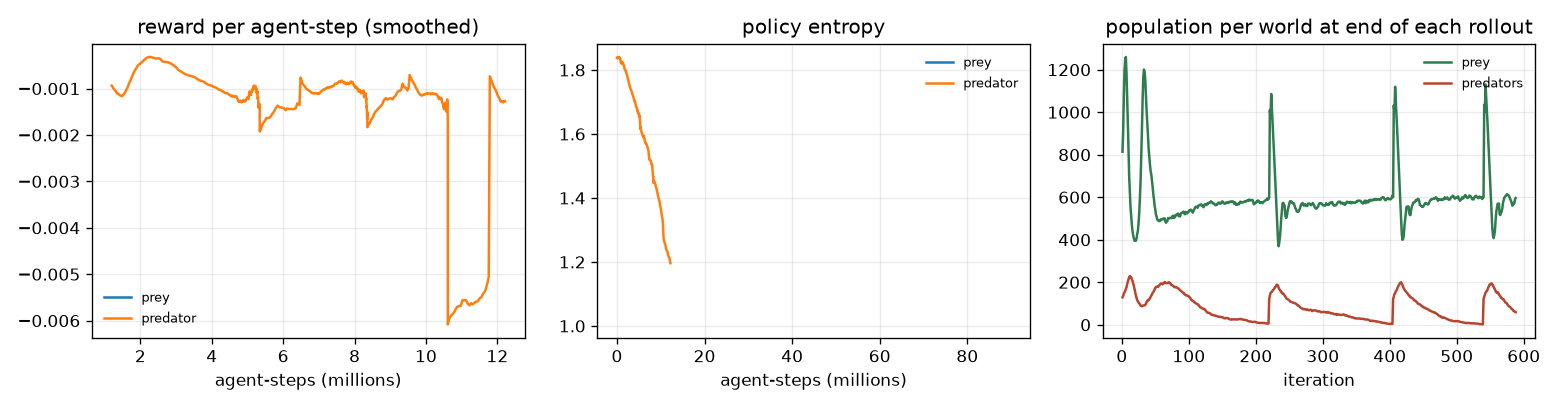 reward per agent-step (smoothed)
−0.001
−0.002
−0.003
−0.004
−0.005
−0.006
prey
predator
2 4 6 8 10 12
agent-steps (millions)
policy entropy
1.8
1.6
1.4
1.2
1.0
prey
predator
0 20 40 60 80
agent-steps (millions)
population per world at end of each rollout
1200
1000
800
600
400
200
0
prey
predators
0 100 200 300 400 500 600
iteration